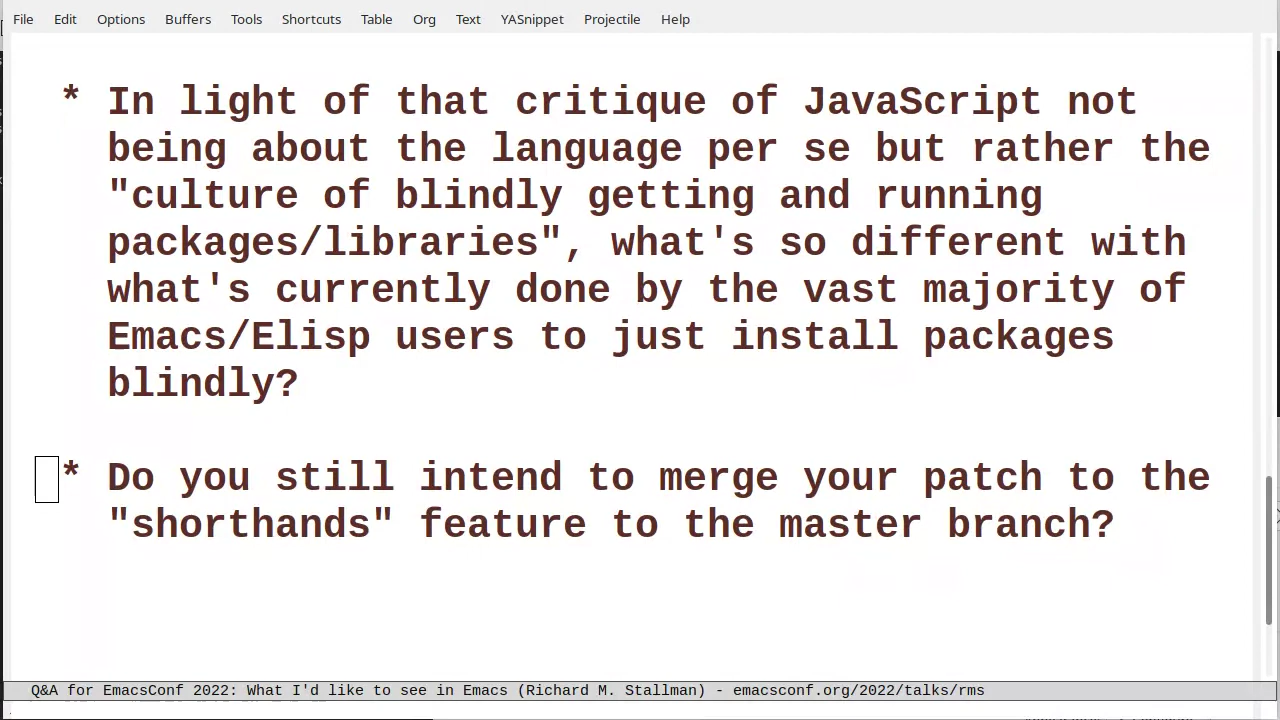 File Edit Options Buffers Tools Shortcuts Table Org Text YASnippet Projectile Help
* In light of that critique of JavaScript not
being about the language per se but rather the
"culture of blindly getting and running
packages/libraries", what's so different with
what's currently done by the vast majority of
Emacs/Elisp users to just install packages
blindly?
* Do you still intend to merge your patch to the
"shorthands" feature to the master branch?
Q&A for EmacsConf 2022: What I'd like to see in Emacs (Richard M. Stallman) - emacsconf.org/2022/talks/rms